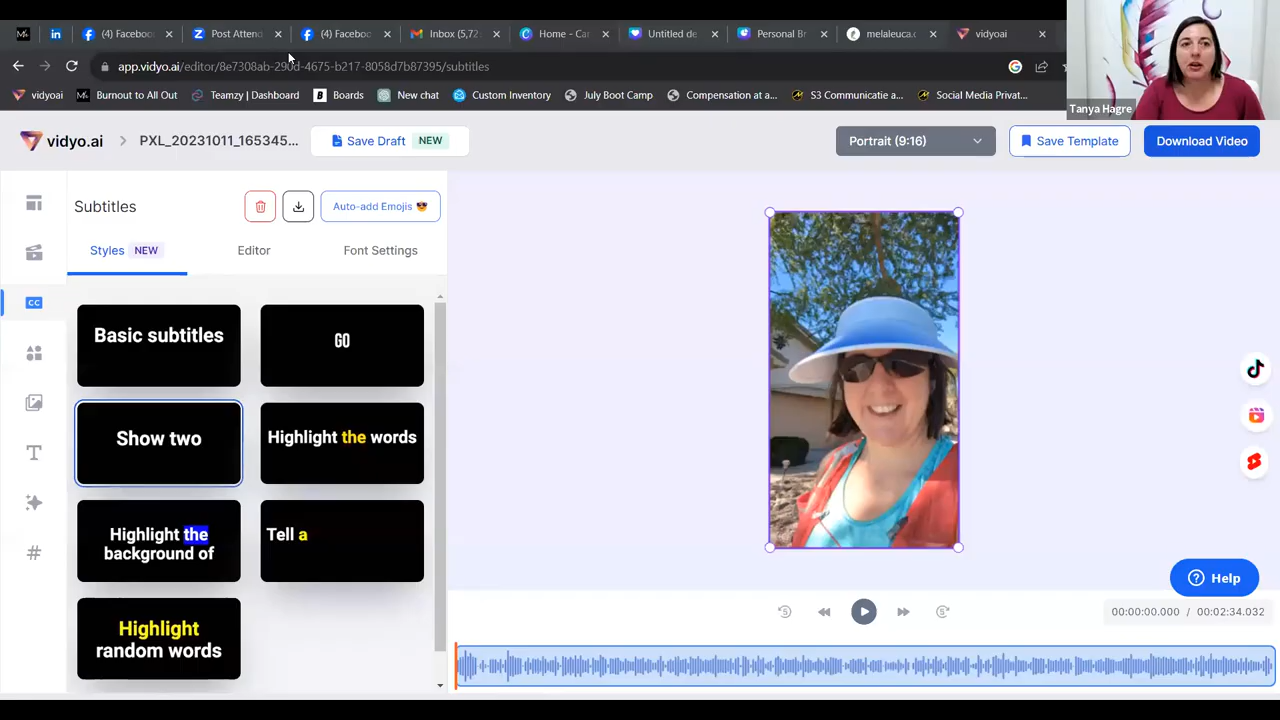 (4) Faceboo
Post Attend
(4) Faceboo
Inbox (5,72
Home - Car
Untitled de
Personal Br
melaleuca.c
vidyoai
app.vidyo.ai/editor/8e7308ab-290d-4675-b217-8058d7b87395/subtitles
vidyoai
Burnout to All Out
Teamzy | Dashboard
Boards
New chat
Custom Inventory
July Boot Camp
Compensation at a...
S3 Communicatie a...
Social Media Privat...
Tanya Hagre
vidyo.ai
PXL_20231011_165345...
Save Draft NEW
Portrait (9:16)
Save Template
Download Video
Subtitles
Auto-add Emojis
Styles NEW
Editor
Font Settings
Basic subtitles
GO
Show two
Highlight the words
Highlight the
background of
Tell a
Highlight
random words
CC
Help
00:00:00.000 / 00:02:34.032